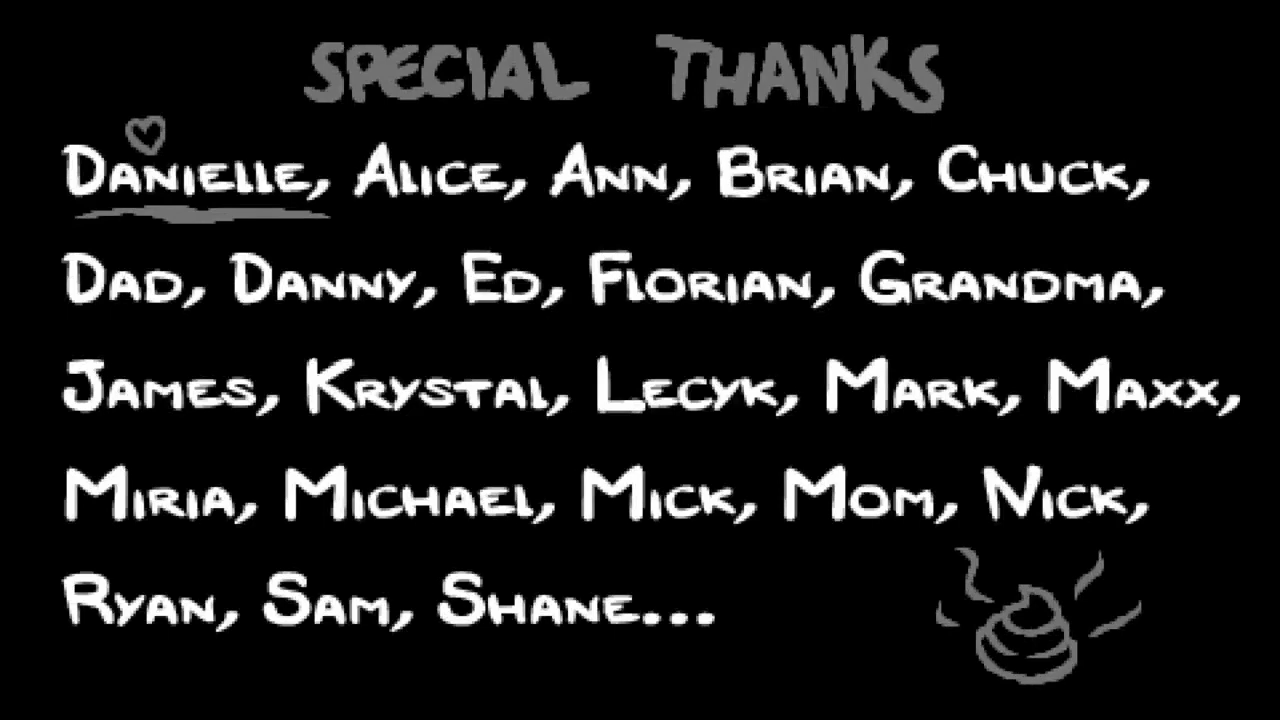 SPECIAL THANKS
DANIELLE, ALICE, ANN, BRIAN, CHUCK,
DAD, DANNY, ED, FLORIAN, GRANDMA,
JAMES, KRYSTAL, LECYK, MARK, MAXX,
MIRIA, MICHAEL, MICK, MOM, NICK,
RYAN, SAM, SHANE...